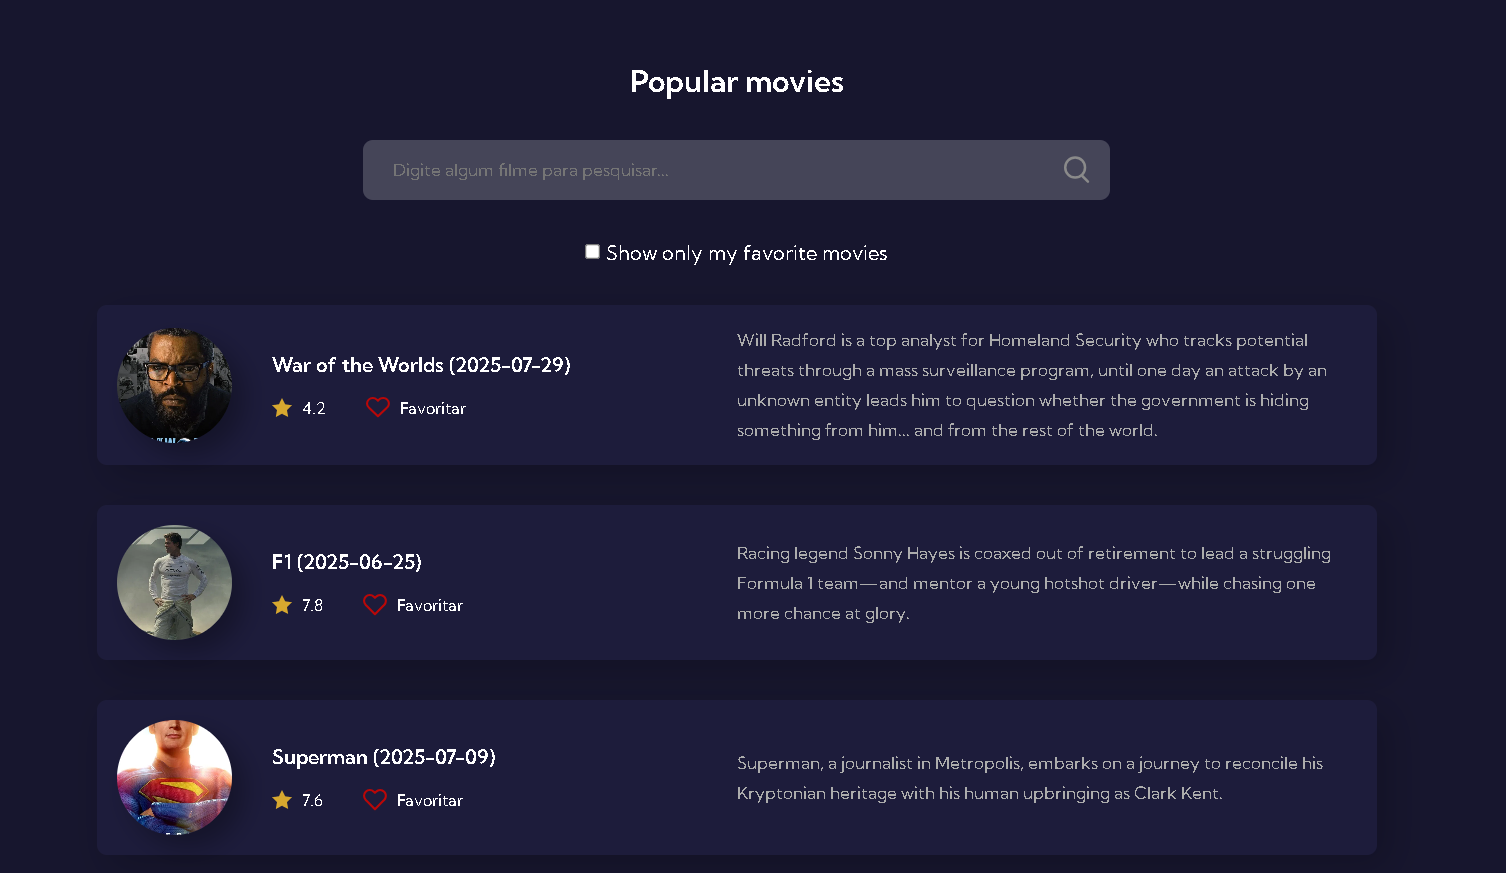 Popular movies
Digite algum filme para pesquisar...
Show only my favorite movies
War of the Worlds (2025-07-29)
4.2 Favoritar
Will Radford is a top analyst for Homeland Security who tracks potential
threats through a mass surveillance program, until one day an attack by an
unknown entity leads him to question whether the government is hiding
something from him... and from the rest of the world.
F1 (2025-06-25)
7.8 Favoritar
Racing legend Sonny Hayes is coaxed out of retirement to lead a struggling
Formula 1 team—and mentor a young hotshot driver—while chasing one
more chance at glory.
Superman (2025-07-09)
7.6 Favoritar
Superman, a journalist in Metropolis, embarks on a journey to reconcile his
Kryptonian heritage with his human upbringing as Clark Kent.